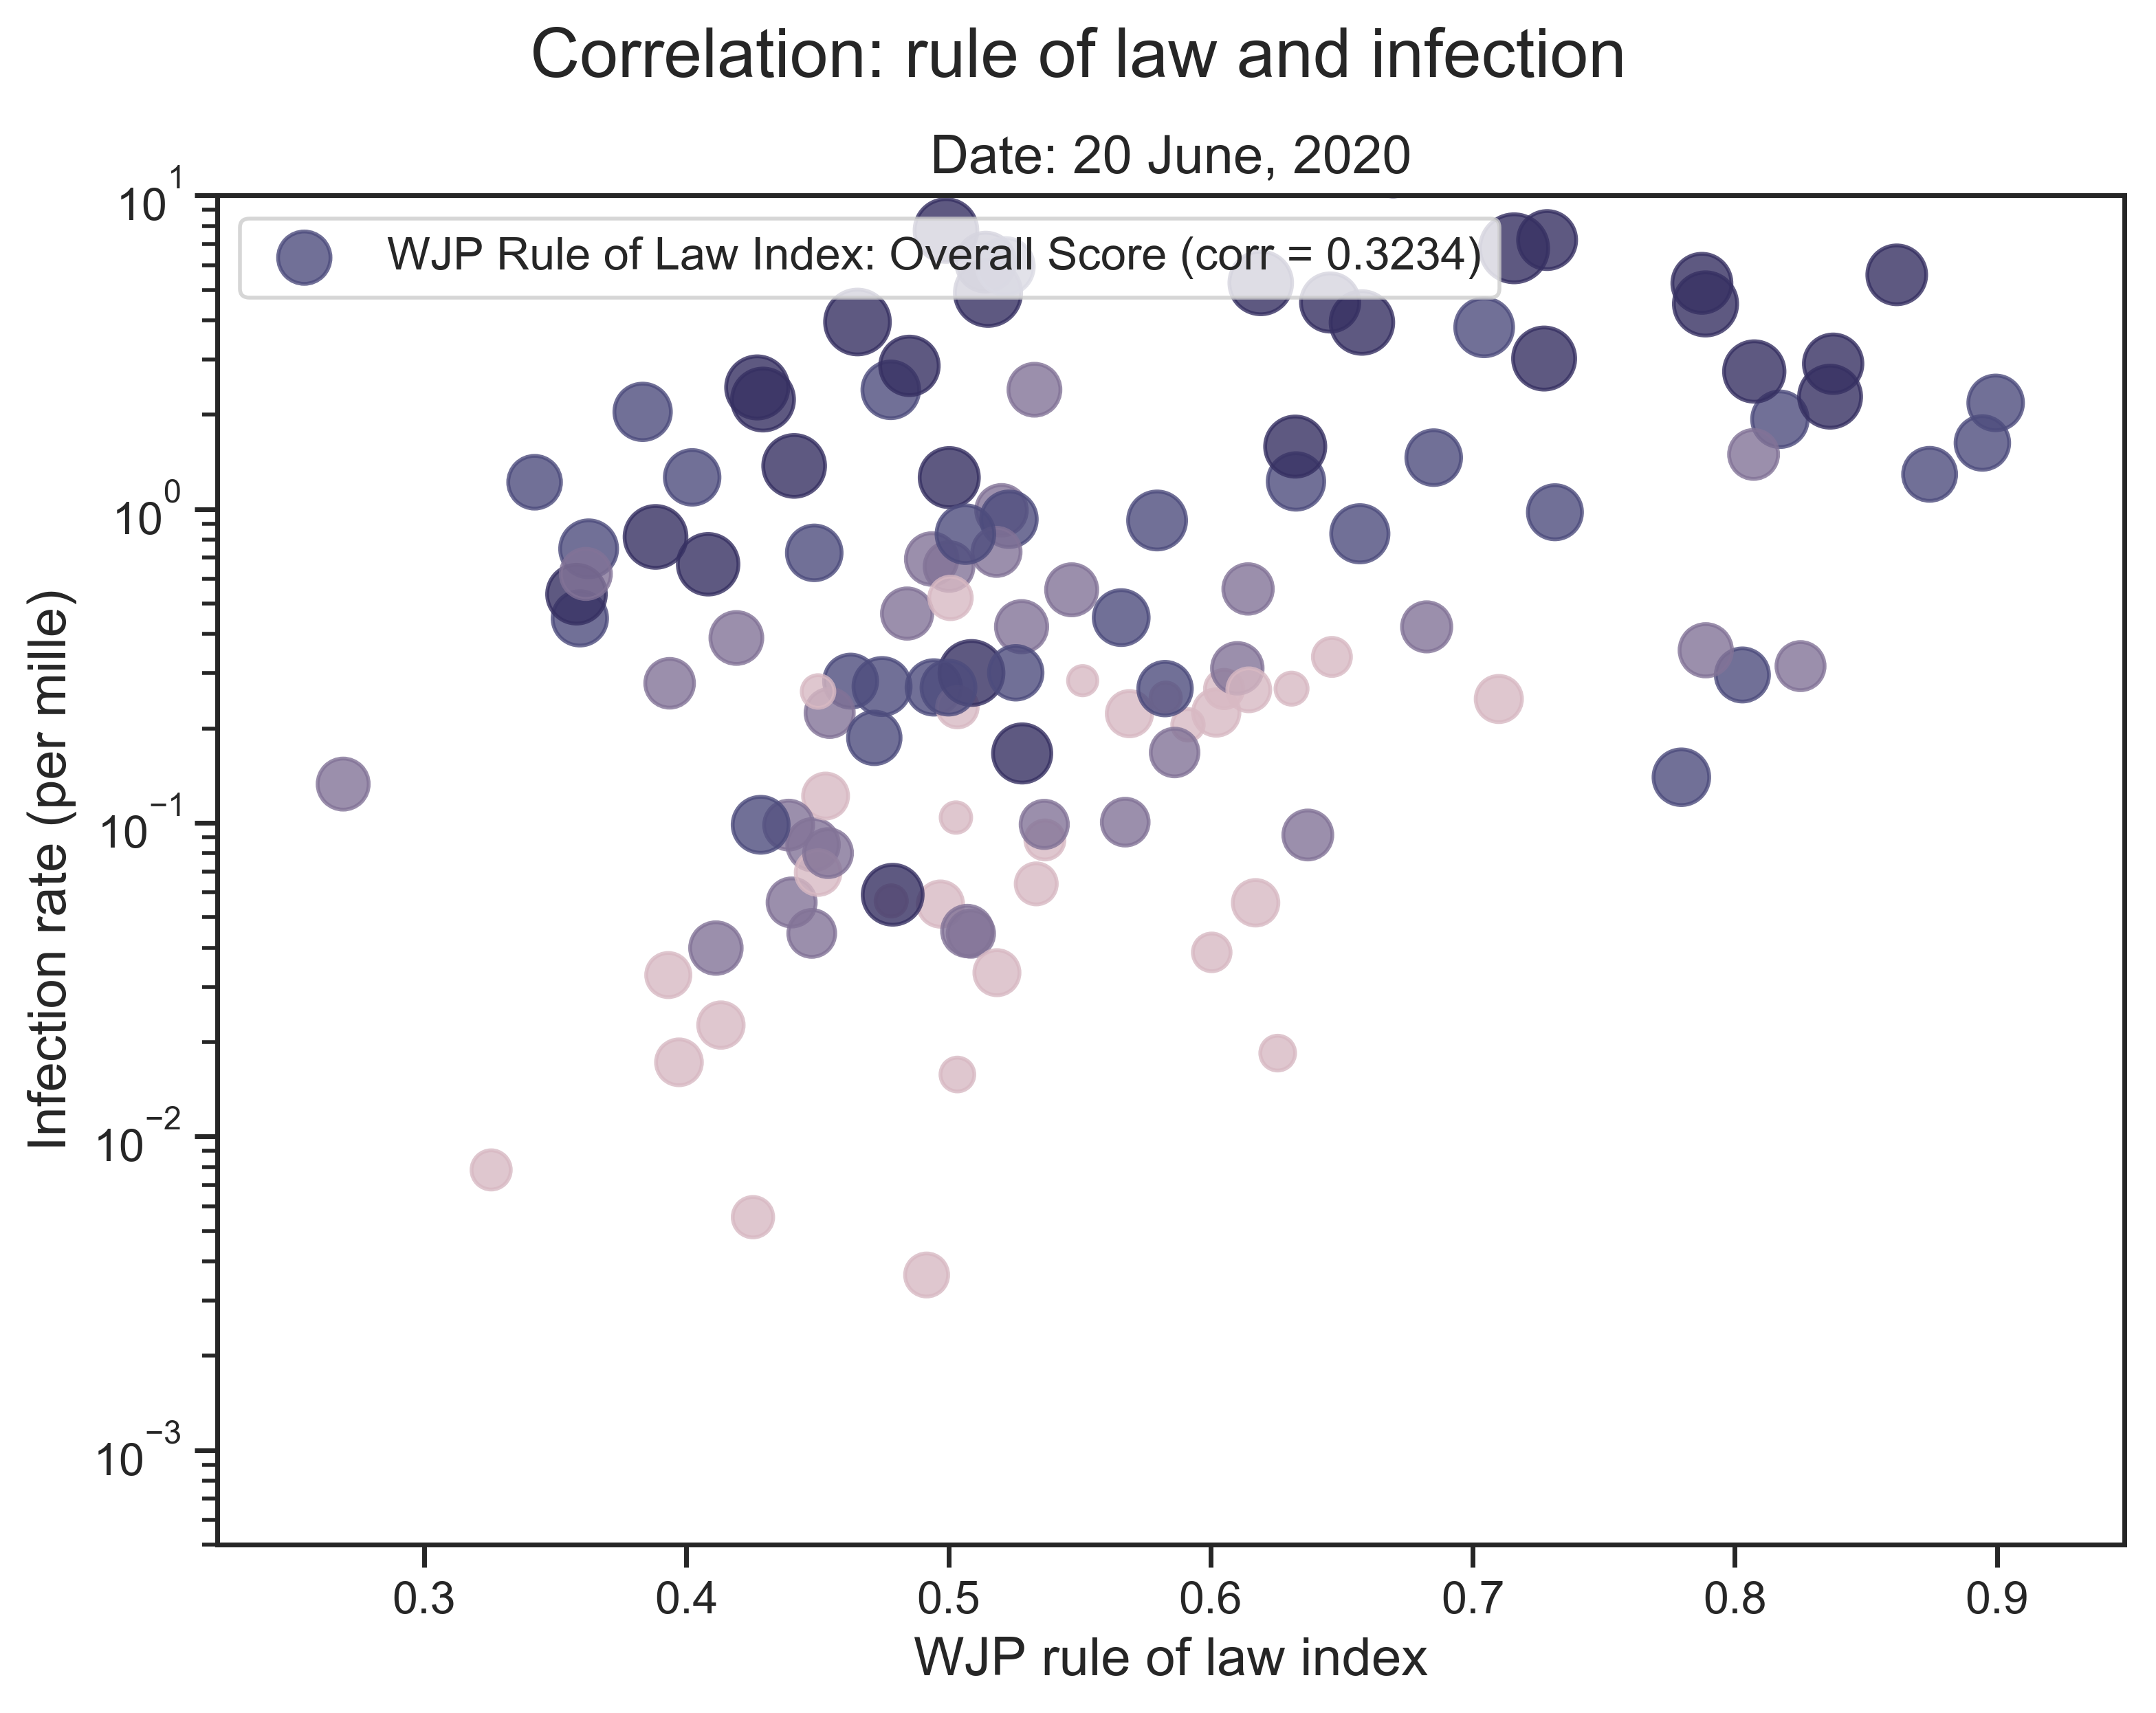 Correlation: rule of law and infection
Date: 20 June, 2020
WJP Rule of Law Index: Overall Score (corr = 0.3234)
Infection rate (per mille)
10^1
10^0
10^−1
10^−2
10^−3
0.3 0.4 0.5 0.6 0.7 0.8 0.9
WJP rule of law index